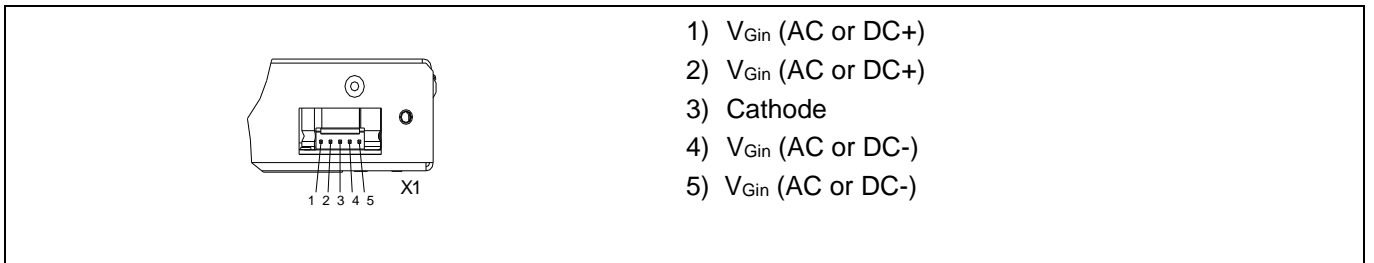 1) VGin (AC or DC+)
2) VGin (AC or DC+)
3) Cathode
4) VGin (AC or DC-)
5) VGin (AC or DC-)
X1
1 2 3 4 5